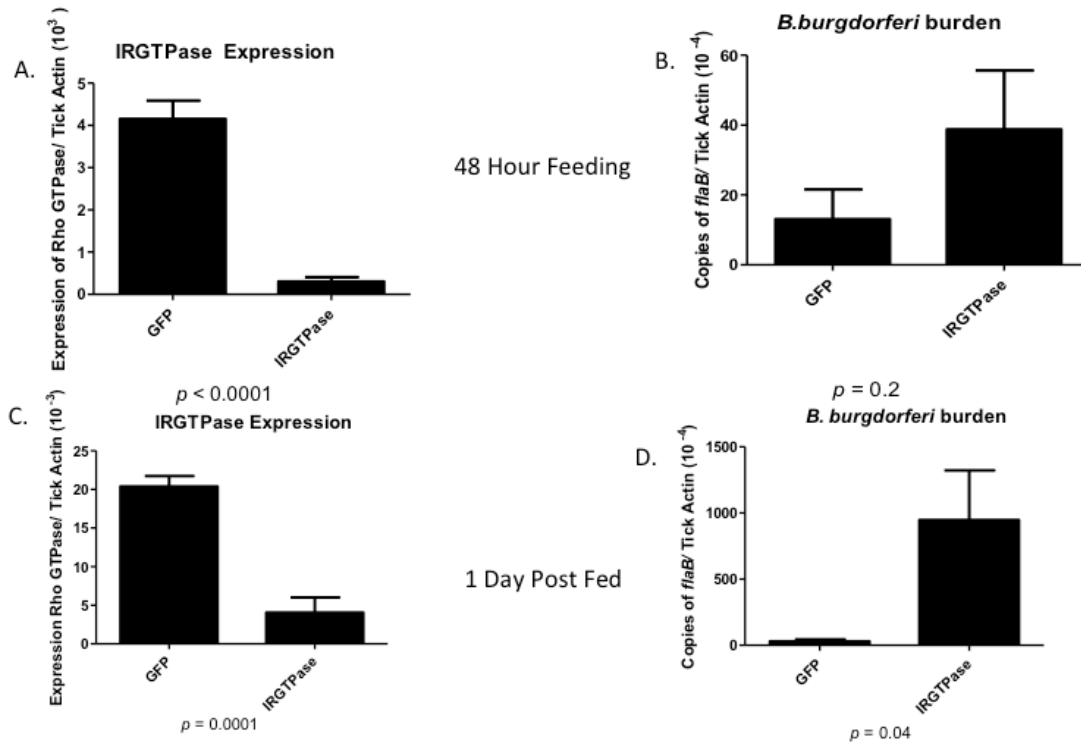 A.
IRGTPase Expression
Expression of Rho GTPase/ Tick Actin (10³)
5
4
3
2
1
0
GFP
IRGTPase
p < 0.0001
48 Hour Feeding
B.
B.burgdorferi burden
Copies of flaB/ Tick Actin (10⁻⁴)
60
40
20
0
GFP
IRGTPase
p = 0.2
C.
IRGTPase Expression
Expression Rho GTPase/ Tick Actin (10⁻³)
25
20
15
10
5
0
GFP
IRGTPase
p = 0.0001
1 Day Post Fed
D.
B. burgdorferi burden
Copies of flaB/ Tick Actin (10⁻⁴)
1500
1000
500
0
GFP
IRGTPase
p = 0.04